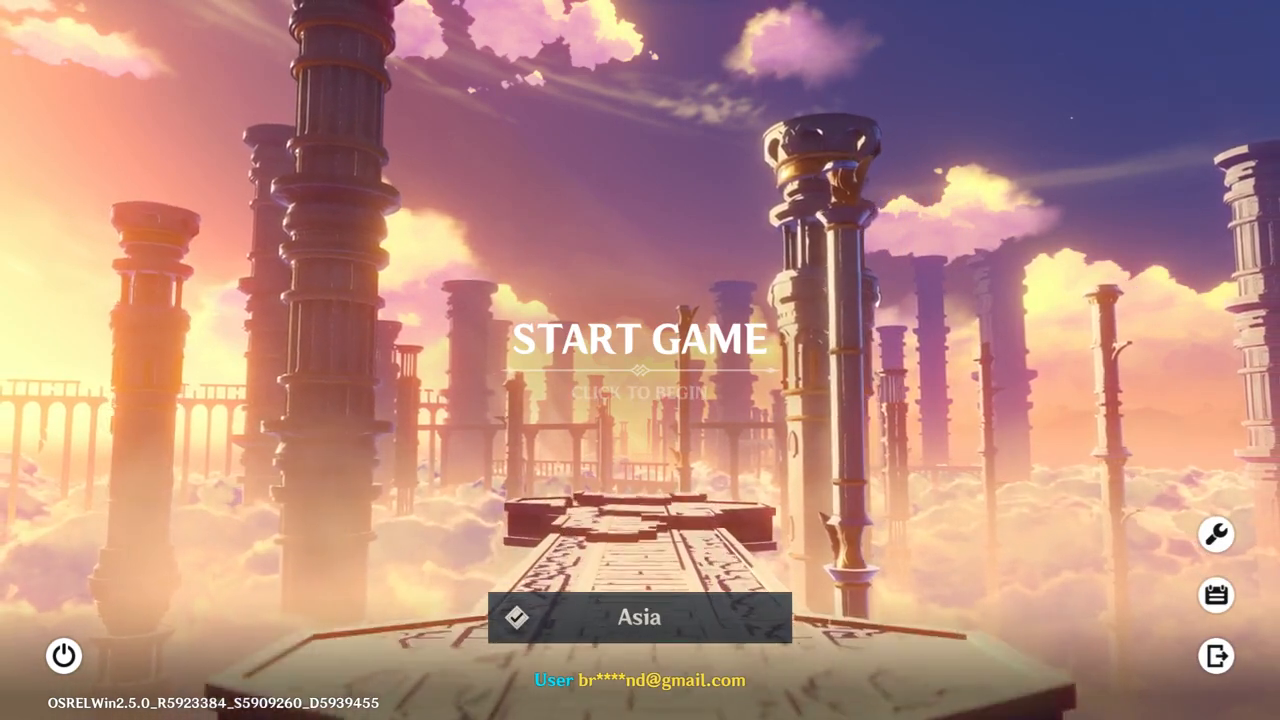 START GAME
CLICK TO BEGIN
Asia
User br****nd@gmail.com
OSRELWin2.5.0_R5923384_S5909260_D5939455